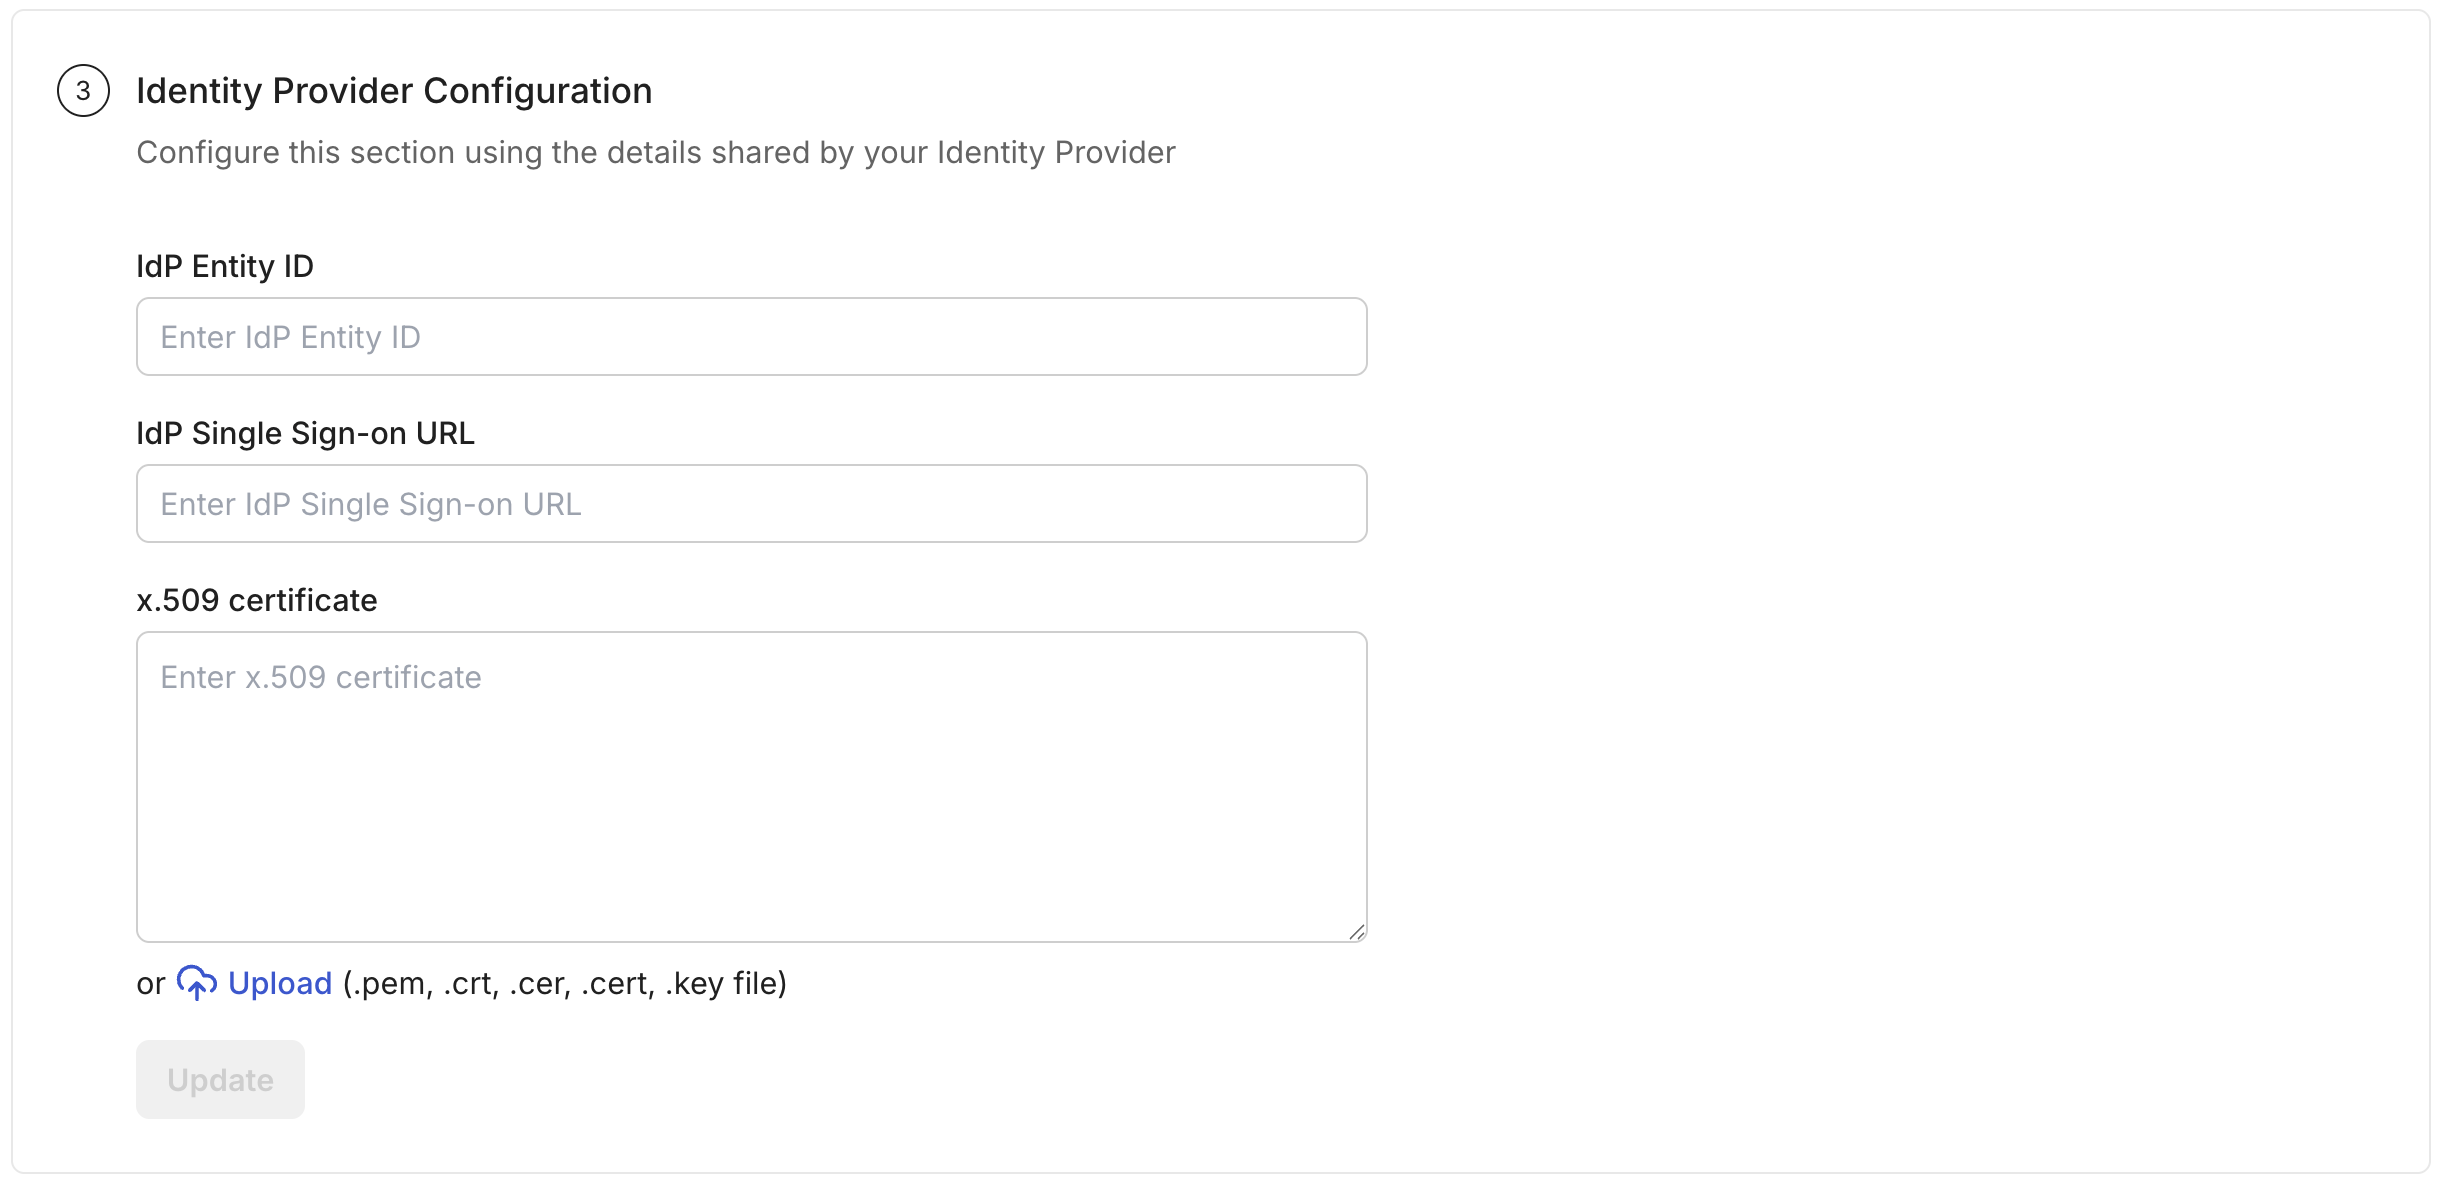 3 Identity Provider Configuration
Configure this section using the details shared by your Identity Provider
IdP Entity ID
Enter IdP Entity ID
IdP Single Sign-on URL
Enter IdP Single Sign-on URL
x.509 certificate
Enter x.509 certificate
or Upload (.pem, .crt, .cer, .cert, .key file)
Update